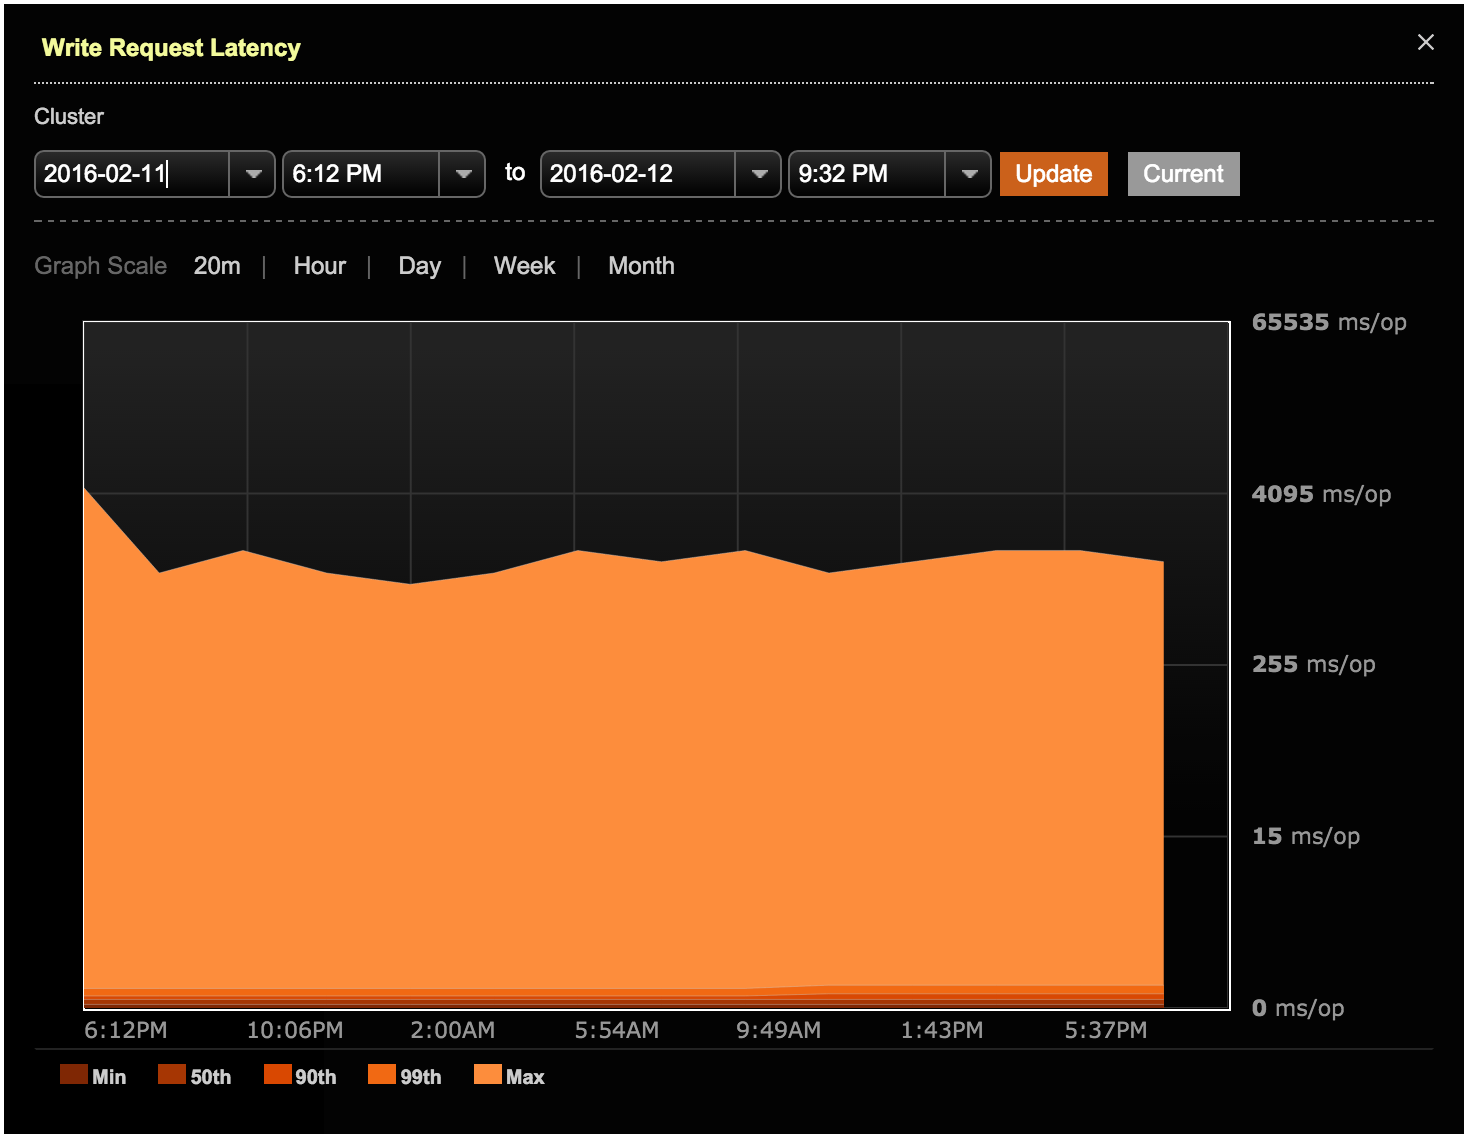 Write Request Latency
Cluster
2016-02-11 6:12 PM to 2016-02-12 9:32 PM Update Current
Graph Scale 20m | Hour | Day | Week | Month
65535 ms/op
4095 ms/op
255 ms/op
15 ms/op
0 ms/op
6:12PM 10:06PM 2:00AM 5:54AM 9:49AM 1:43PM 5:37PM
Min 50th 90th 99th Max